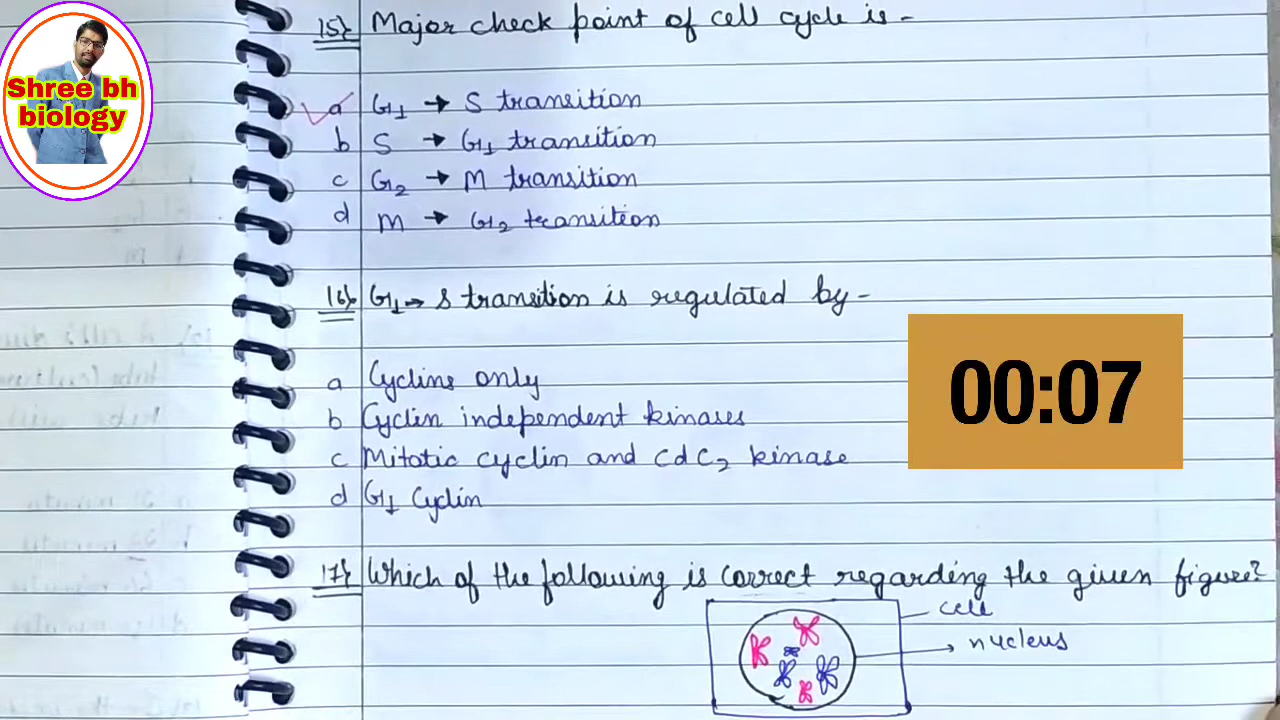 Shree bh
biology
15} Major check point of cell cycle is -
a G1 → S transition
b S → G1 transition
c G2 → M transition
d M → G2 transition
16} G1 → S transition is regulated by -
a Cyclins only
b Cyclin independent kinases
c Mitotic cyclin and CdC2 kinase
d G1 Cyclin
00:07
17} Which of the following is correct regarding the given figure?
cell
nucleus